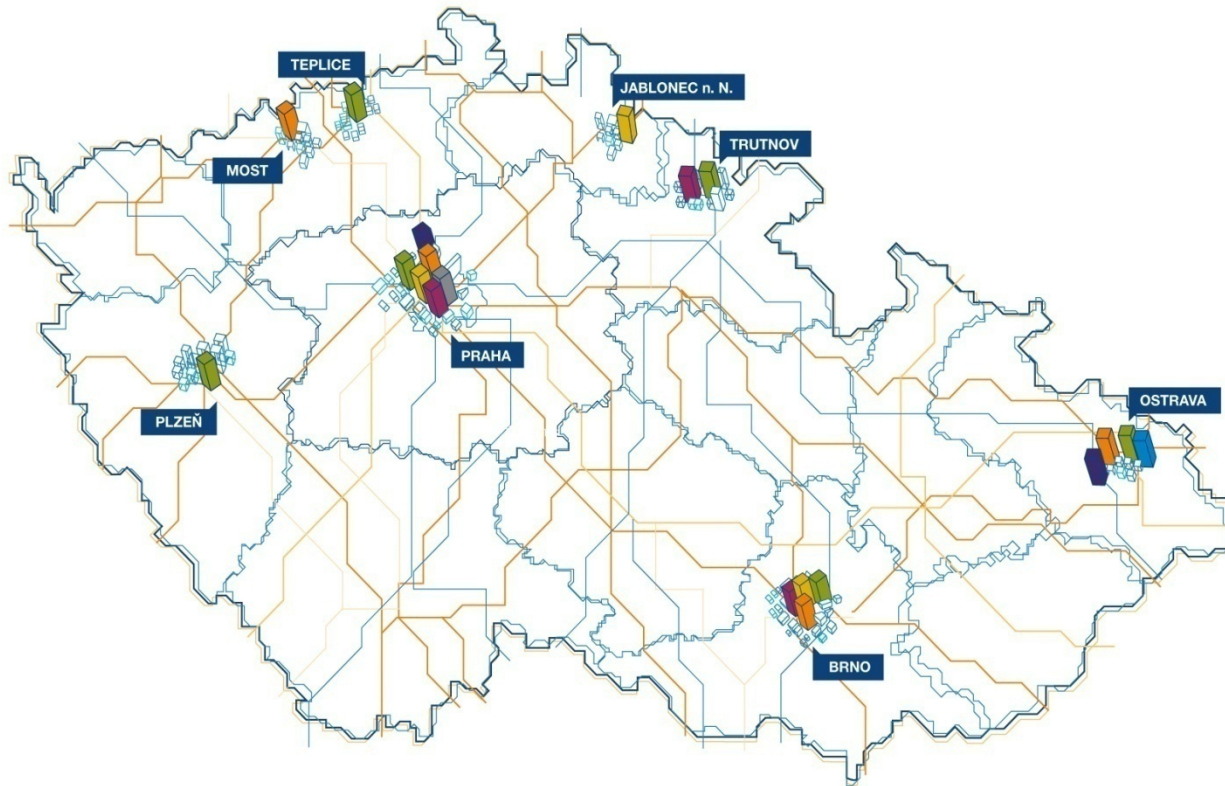 TEPLICE
JABLONEC n. N.
TRUTNOV
MOST
PRAHA
PLZEŇ
OSTRAVA
BRNO